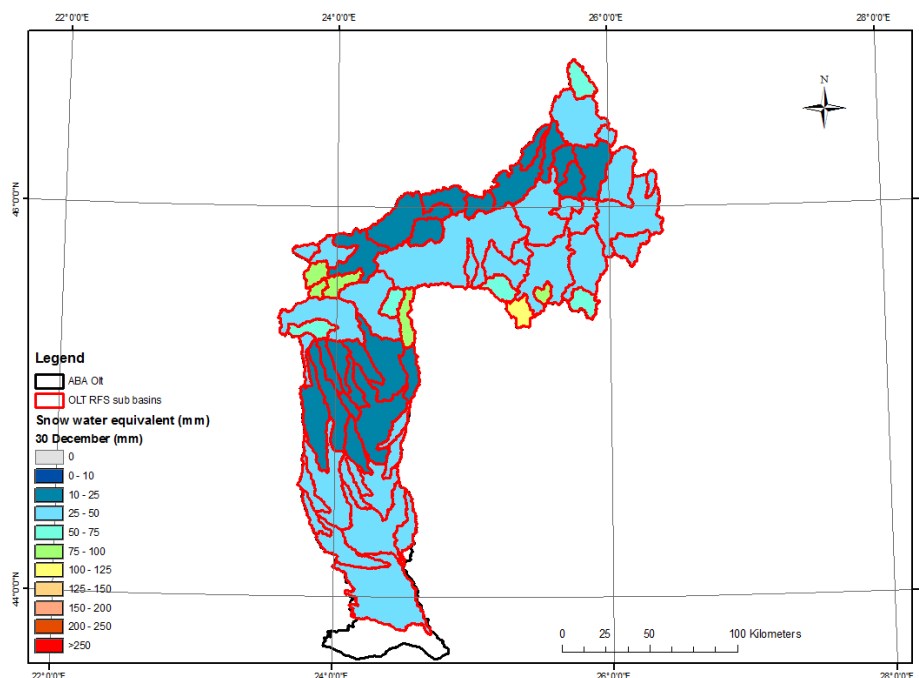 22°0'0"E 24°0'0"E 26°0'0"E 28°0'0"E
N
44°0'0"N
44°0'0"N
Legend
ABA Olt
OLT RFS sub basins
Snow water equivalent (mm)
30 December (mm)
0
0 - 10
10 - 25
25 - 50
50 - 75
75 - 100
100 - 125
125 - 150
150 - 200
200 - 250
>250
0 25 50 100 Kilometers
22°0'0"E 24°0'0"E 26°0'0"E 28°0'0"E